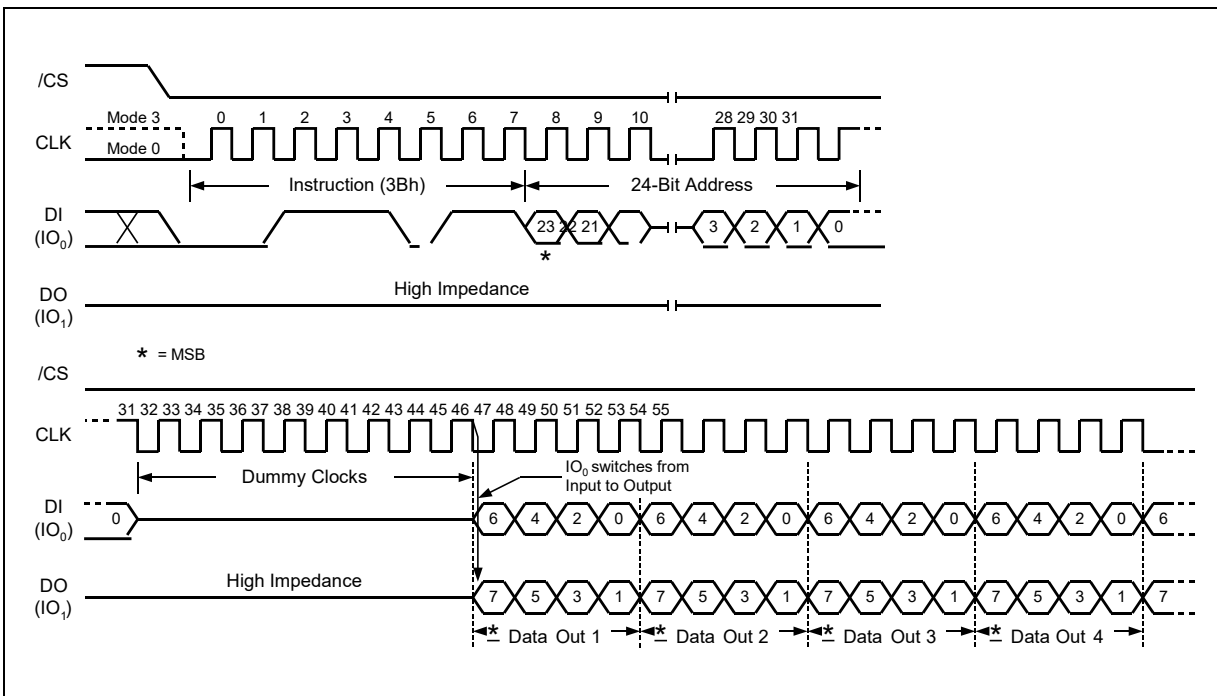 /CS
Mode 3 0 1 2 3 4 5 6 7 8 9 10 28 29 30 31
CLK
Mode 0
Instruction (3Bh) 24-Bit Address
DI
(IO0) 23 22 21 3 2 1 0
*
DO High Impedance
(IO1)
* = MSB
/CS
31 32 33 34 35 36 37 38 39 40 41 42 43 44 45 46 47 48 49 50 51 52 53 54 55
CLK
Dummy Clocks
IO0 switches from
Input to Output
DI
(IO0) 0 6 4 2 0 6 4 2 0 6 4 2 0 6 4 2 0 6
DO High Impedance
(IO1) 7 5 3 1 7 5 3 1 7 5 3 1 7 5 3 1 7
* Data Out 1 * Data Out 2 * Data Out 3 * Data Out 4